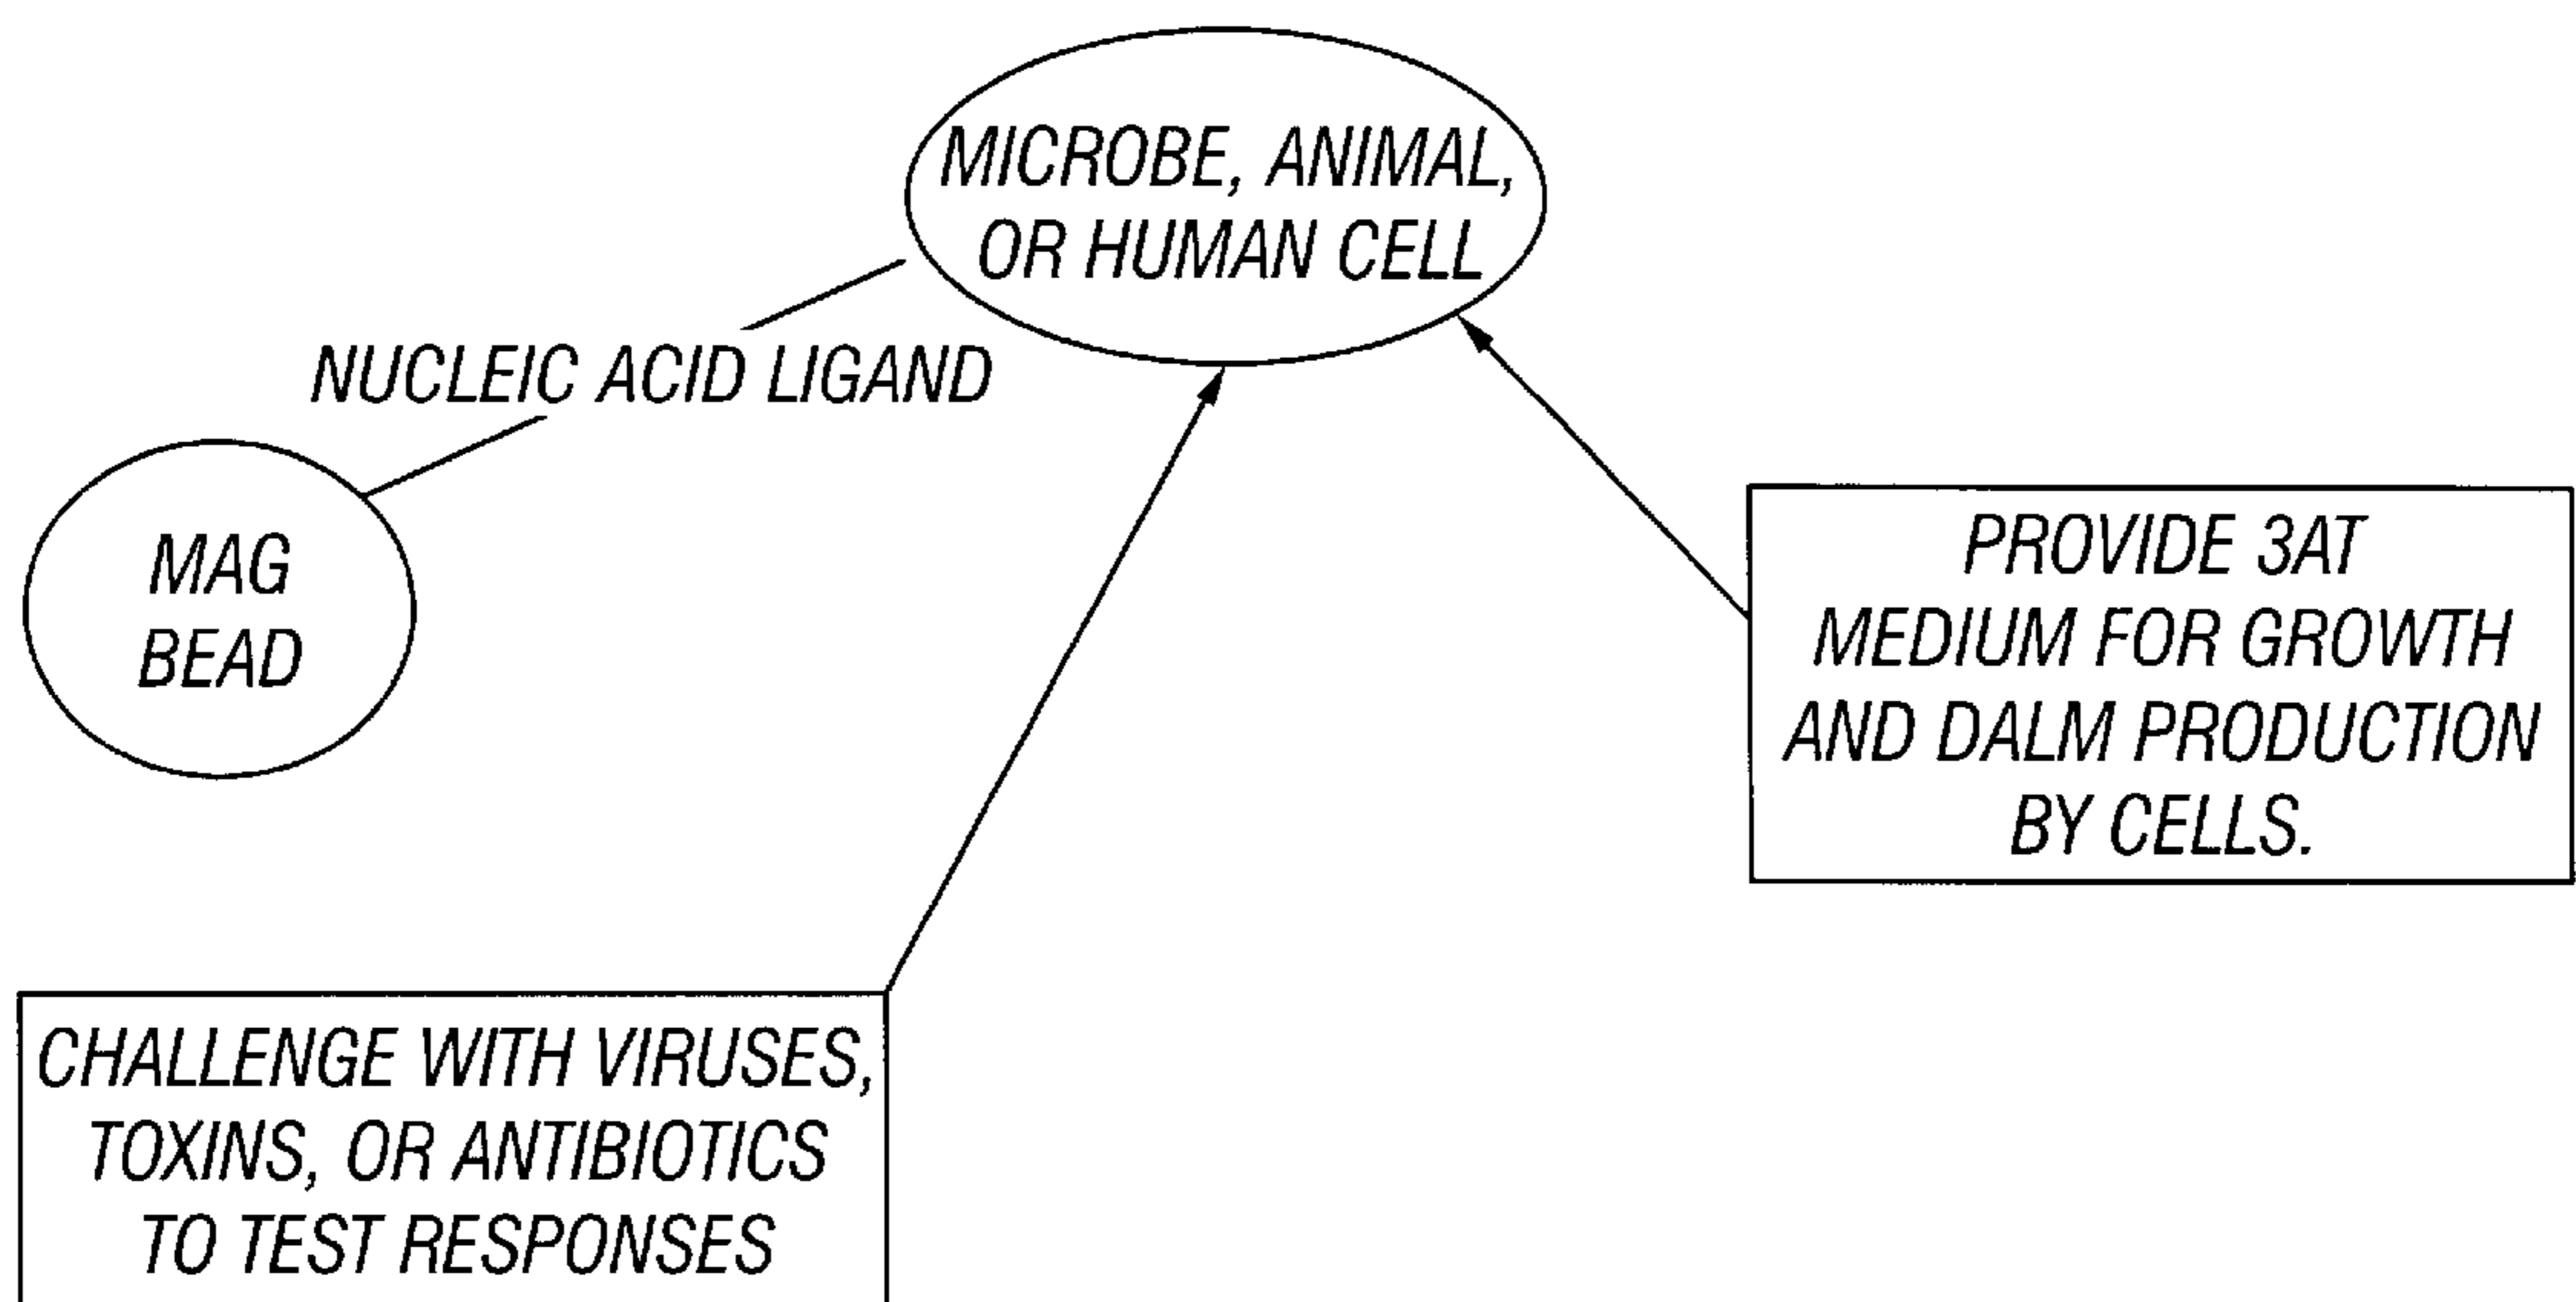 MICROBE, ANIMAL,
OR HUMAN CELL
NUCLEIC ACID LIGAND
MAG
BEAD
PROVIDE 3AT
MEDIUM FOR GROWTH
AND DALM PRODUCTION
BY CELLS.
CHALLENGE WITH VIRUSES,
TOXINS, OR ANTIBIOTICS
TO TEST RESPONSES